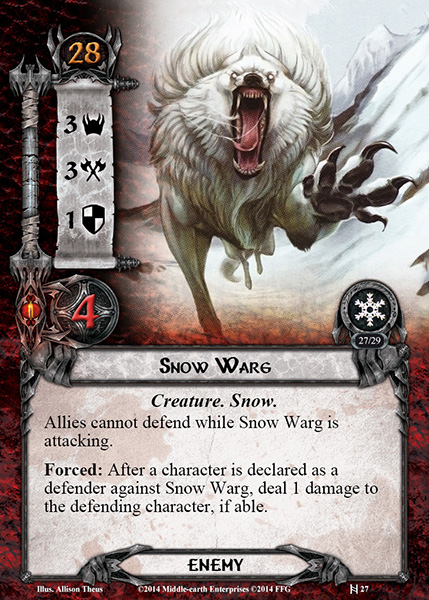 28
3
3
1
4
27/29
Snow Warg
Creature. Snow.
Allies cannot defend while Snow Warg is
attacking.
Forced: After a character is declared as a
defender against Snow Warg, deal 1 damage to
the defending character, if able.
ENEMY
Illus. Allison Theus ©2014 Middle-earth Enterprises ©2014 FFG 27